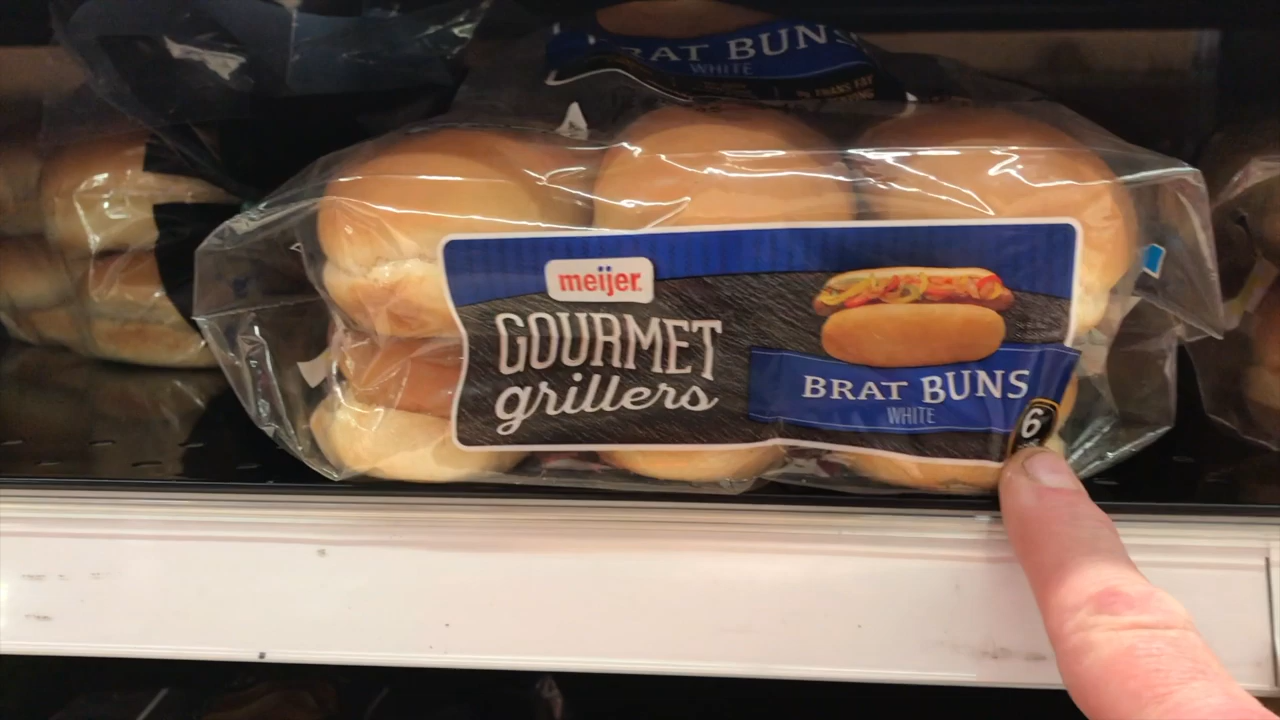 BRAT BUNS
WHITE
meijer
GOURMET
grillers
BRAT BUNS
WHITE
6